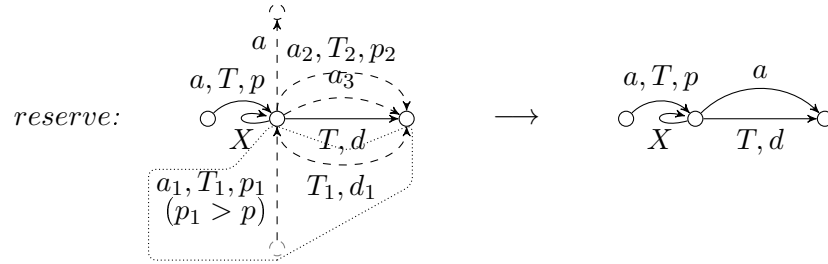 a
a₂, T₂, p₂
a, T, p
a₃
reserve:
X
T, d
a₁, T₁, p₁
(p₁ > p)
T₁, d₁
⟶
a, T, p
a
X
T, d